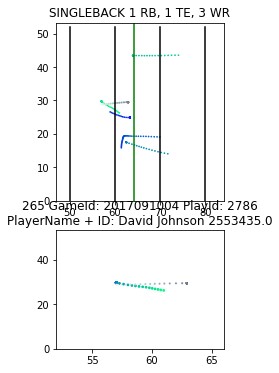 SINGLEBACK 1 RB, 1 TE, 3 WR
50
40
30
20
10
0
50 60 70 80
265 GameId: 2017091004 PlayId: 2786
PlayerName + ID: David Johnson 2553435.0
40
20
0
55 60 65